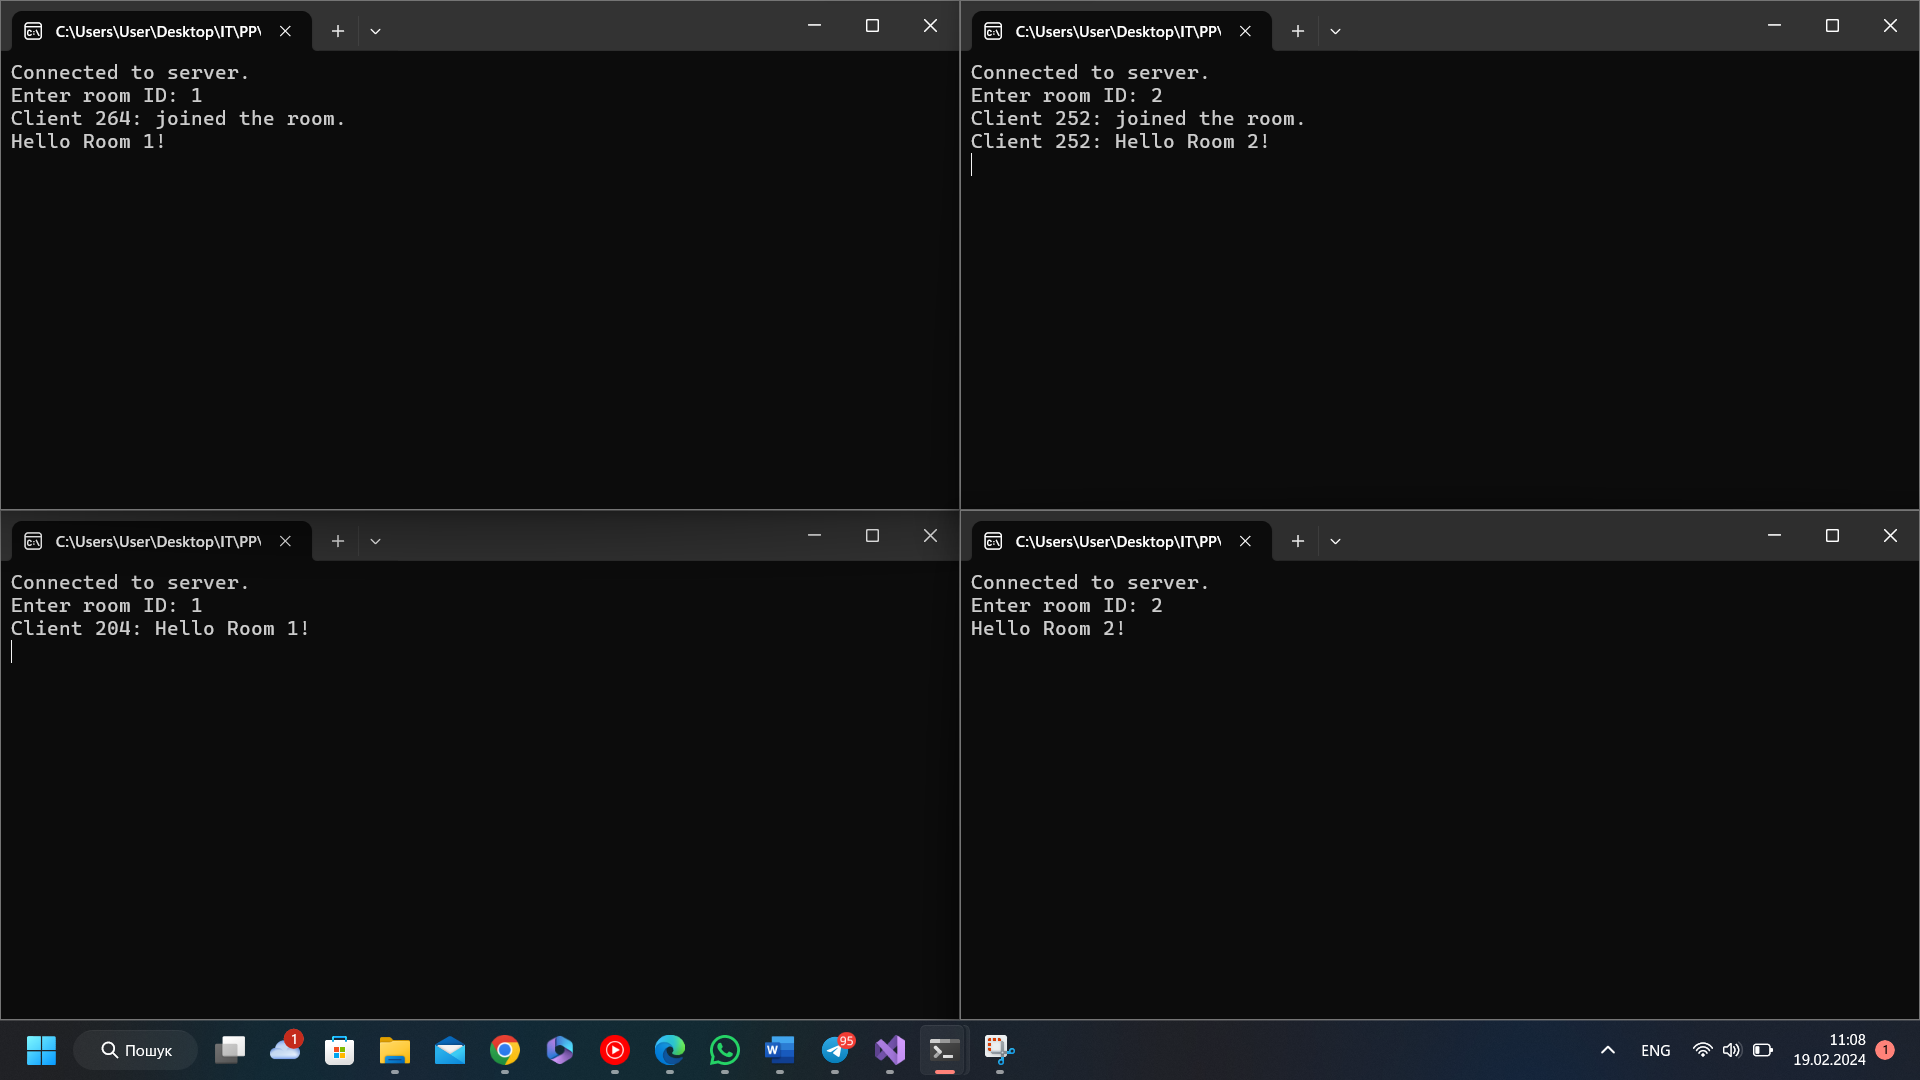 C:\Users\User\Desktop\IT\PP\
Connected to server.
Enter room ID: 1
Client 264: joined the room.
Hello Room 1!
C:\Users\User\Desktop\IT\PP\
Connected to server.
Enter room ID: 2
Client 252: joined the room.
Client 252: Hello Room 2!
C:\Users\User\Desktop\IT\PP\
Connected to server.
Enter room ID: 1
Client 204: Hello Room 1!
C:\Users\User\Desktop\IT\PP\
Connected to server.
Enter room ID: 2
Hello Room 2!
Пошук
1
95
ENG
11:08
19.02.2024
1